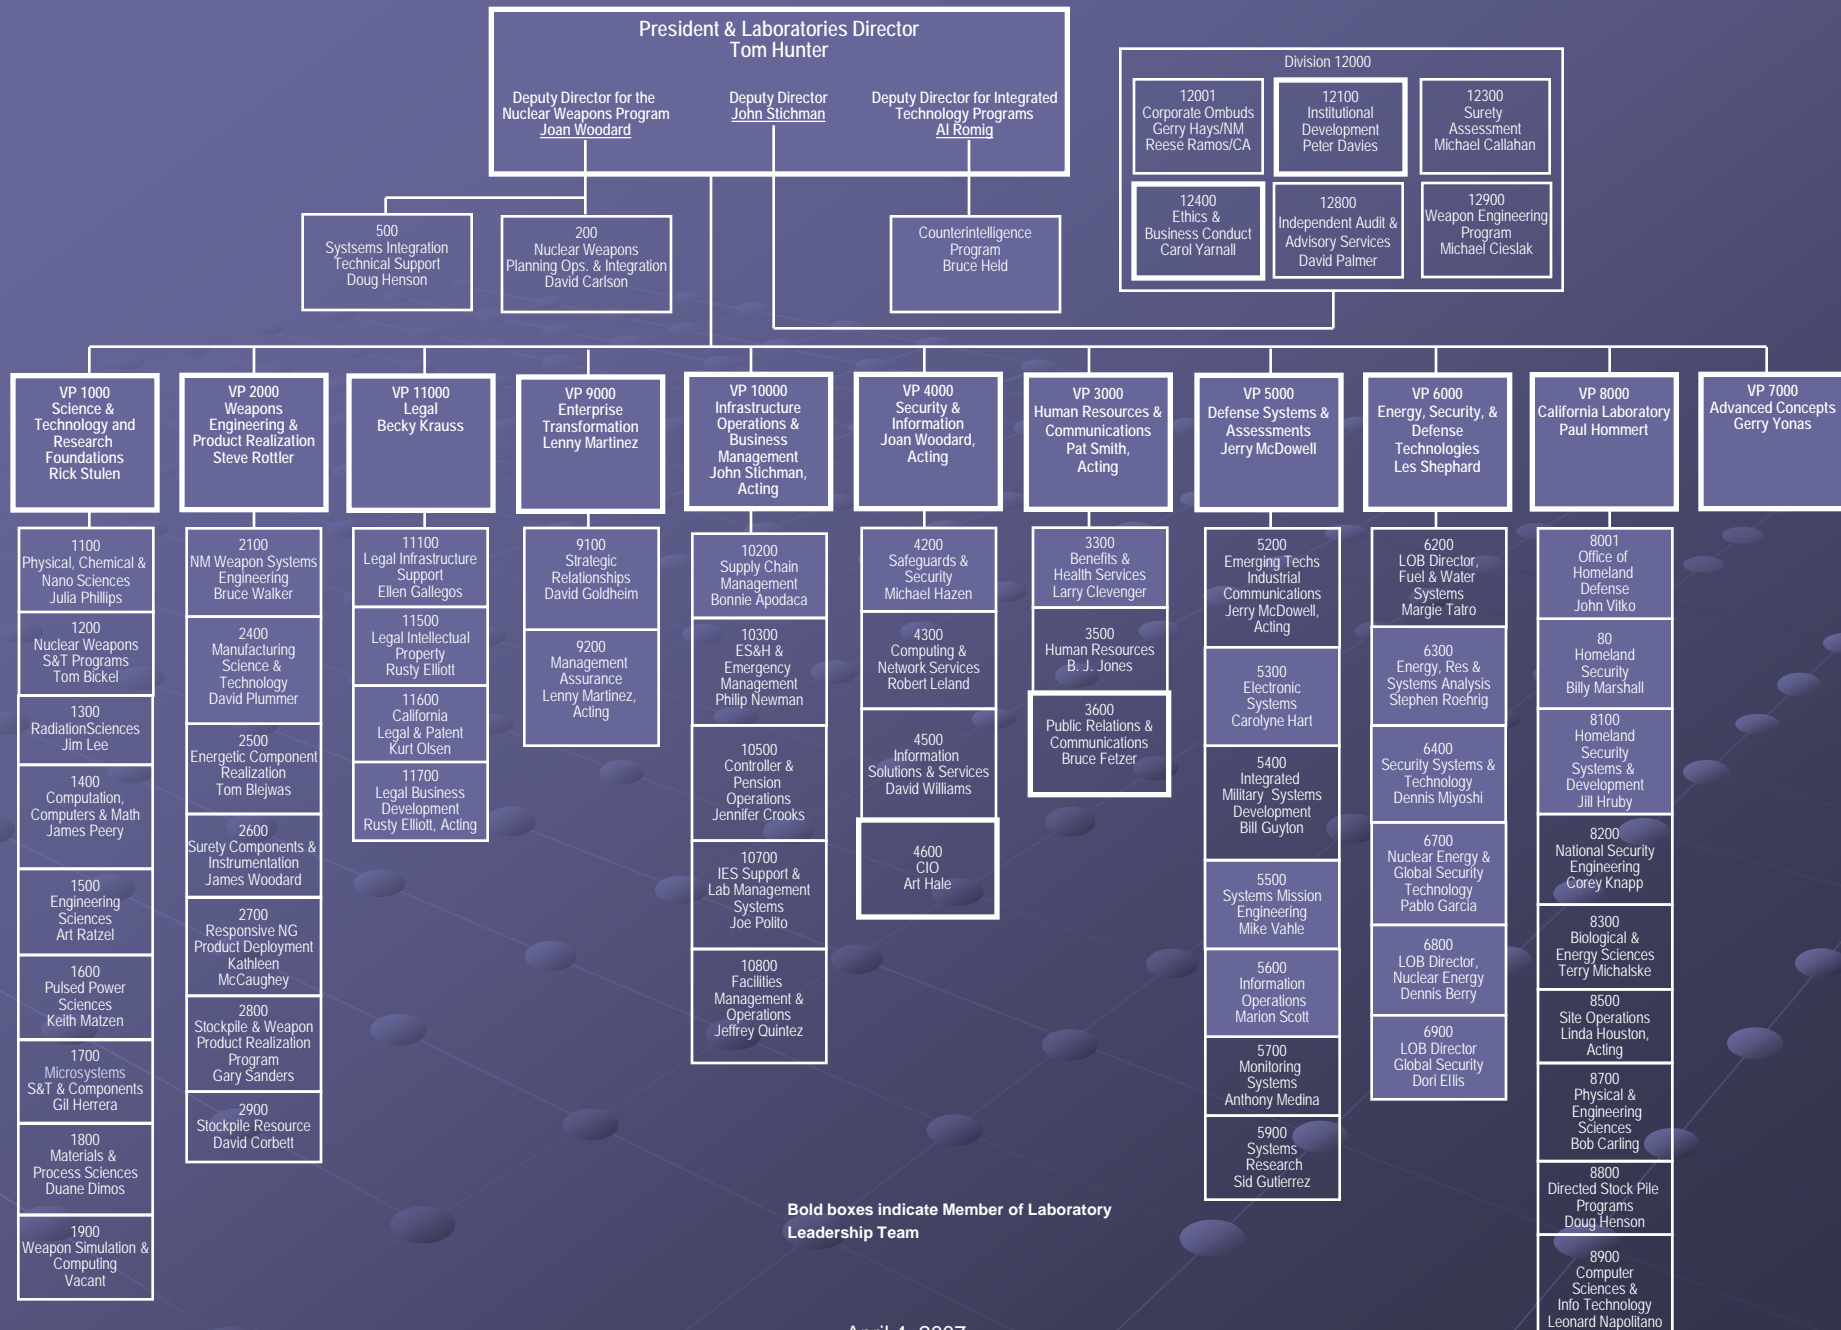 President & Laboratories Director
Tom Hunter
Deputy Director for the
Nuclear Weapons Program
Joan Woodard
Deputy Director
John Stichman
Deputy Director for Integrated
Technology Programs
Al Romig
Division 12000
12001
Corporate Ombuds
Gerry Hays/NM
Reese Ramos/CA
12100
Institutional
Development
Peter Davies
12300
Surety
Assessment
Michael Callahan
12400
Ethics &
Business Conduct
Carol Yarnall
12800
Independent Audit &
Advisory Services
David Palmer
12900
Weapon Engineering
Program
Michael Cieslak
500
Systsems Integration
Technical Support
Doug Henson
200
Nuclear Weapons
Planning Ops. & Integration
David Carlson
Counterintelligence
Program
Bruce Held
VP 1000
Science &
Technology and
Research
Foundations
Rick Stulen
VP 2000
Weapons
Engineering &
Product Realization
Steve Rottler
VP 11000
Legal
Becky Krauss
VP 9000
Enterprise
Transformation
Lenny Martinez
VP 10000
Infrastructure
Operations &
Business
Management
John Stichman,
Acting
VP 4000
Security &
Information
Joan Woodard,
Acting
VP 3000
Human Resources &
Communications
Pat Smith,
Acting
VP 5000
Defense Systems &
Assessments
Jerry McDowell
VP 6000
Energy, Security, &
Defense
Technologies
Les Shephard
VP 8000
California Laboratory
Paul Hommert
VP 7000
Advanced Concepts
Gerry Yonas
1100
Physical, Chemical &
Nano Sciences
Julia Phillips
1200
Nuclear Weapons
S&T Programs
Tom Bickel
1300
RadiationSciences
Jim Lee
1400
Computation,
Computers & Math
James Peery
1500
Engineering
Sciences
Art Ratzel
1600
Pulsed Power
Sciences
Keith Matzen
1700
Microsystems
S&T & Components
Gil Herrera
1800
Materials &
Process Sciences
Duane Dimos
1900
Weapon Simulation &
Computing
Vacant
2100
NM Weapon Systems
Engineering
Bruce Walker
2400
Manufacturing
Science &
Technology
David Plummer
2500
Energetic Component
Realization
Tom Blejwas
2600
Surety Components &
Instrumentation
James Woodard
2700
Responsive NG
Product Deployment
Kathleen
McCaughey
2800
Stockpile & Weapon
Product Realization
Program
Gary Sanders
2900
Stockpile Resource
David Corbett
11100
Legal Infrastructure
Support
Ellen Gallegos
11500
Legal Intellectual
Property
Rusty Elliott
11600
California
Legal & Patent
Kurt Olsen
11700
Legal Business
Development
Rusty Elliott, Acting
9100
Strategic
Relationships
David Goldheim
9200
Management
Assurance
Lenny Martinez,
Acting
10200
Supply Chain
Management
Bonnie Apodaca
10300
ES&H &
Emergency
Management
Philip Newman
10500
Controller &
Pension
Operations
Jennifer Crooks
10700
IES Support &
Lab Management
Systems
Joe Polito
10800
Facilities
Management &
Operations
Jeffrey Quintez
4200
Safeguards &
Security
Michael Hazen
4300
Computing &
Network Services
Robert Leland
4500
Information
Solutions & Services
David Williams
4600
CIO
Art Hale
3300
Benefits &
Health Services
Larry Clevenger
3500
Human Resources
B. J. Jones
3600
Public Relations &
Communications
Bruce Fetzer
5200
Emerging Techs
Industrial
Communications
Jerry McDowell,
Acting
5300
Electronic
Systems
Carolyne Hart
5400
Integrated
Military Systems
Development
Bill Guyton
5500
Systems Mission
Engineering
Mike Vahle
5600
Information
Operations
Marion Scott
5700
Monitoring
Systems
Anthony Medina
5900
Systems
Research
Sid Gutierrez
6200
LOB Director,
Fuel & Water
Systems
Margie Tatro
6300
Energy, Res &
Systems Analysis
Stephen Roehrig
6400
Security Systems &
Technology
Dennis Miyoshi
6700
Nuclear Energy &
Global Security
Technology
Pablo Garcia
6800
LOB Director,
Nuclear Energy
Dennis Berry
6900
LOB Director
Global Security
Dori Ellis
8001
Office of
Homeland
Defense
John Vitko
80
Homeland
Security
Billy Marshall
8100
Homeland
Security
Systems &
Development
Jill Hruby
8200
National Security
Engineering
Corey Knapp
8300
Biological &
Energy Sciences
Terry Michalske
8500
Site Operations
Linda Houston,
Acting
8700
Physical &
Engineering
Sciences
Bob Carling
8800
Directed Stock Pile
Programs
Doug Henson
8900
Computer
Sciences &
Info Technology
Leonard Napolitano
Bold boxes indicate Member of Laboratory
Leadership Team
April 4, 2007